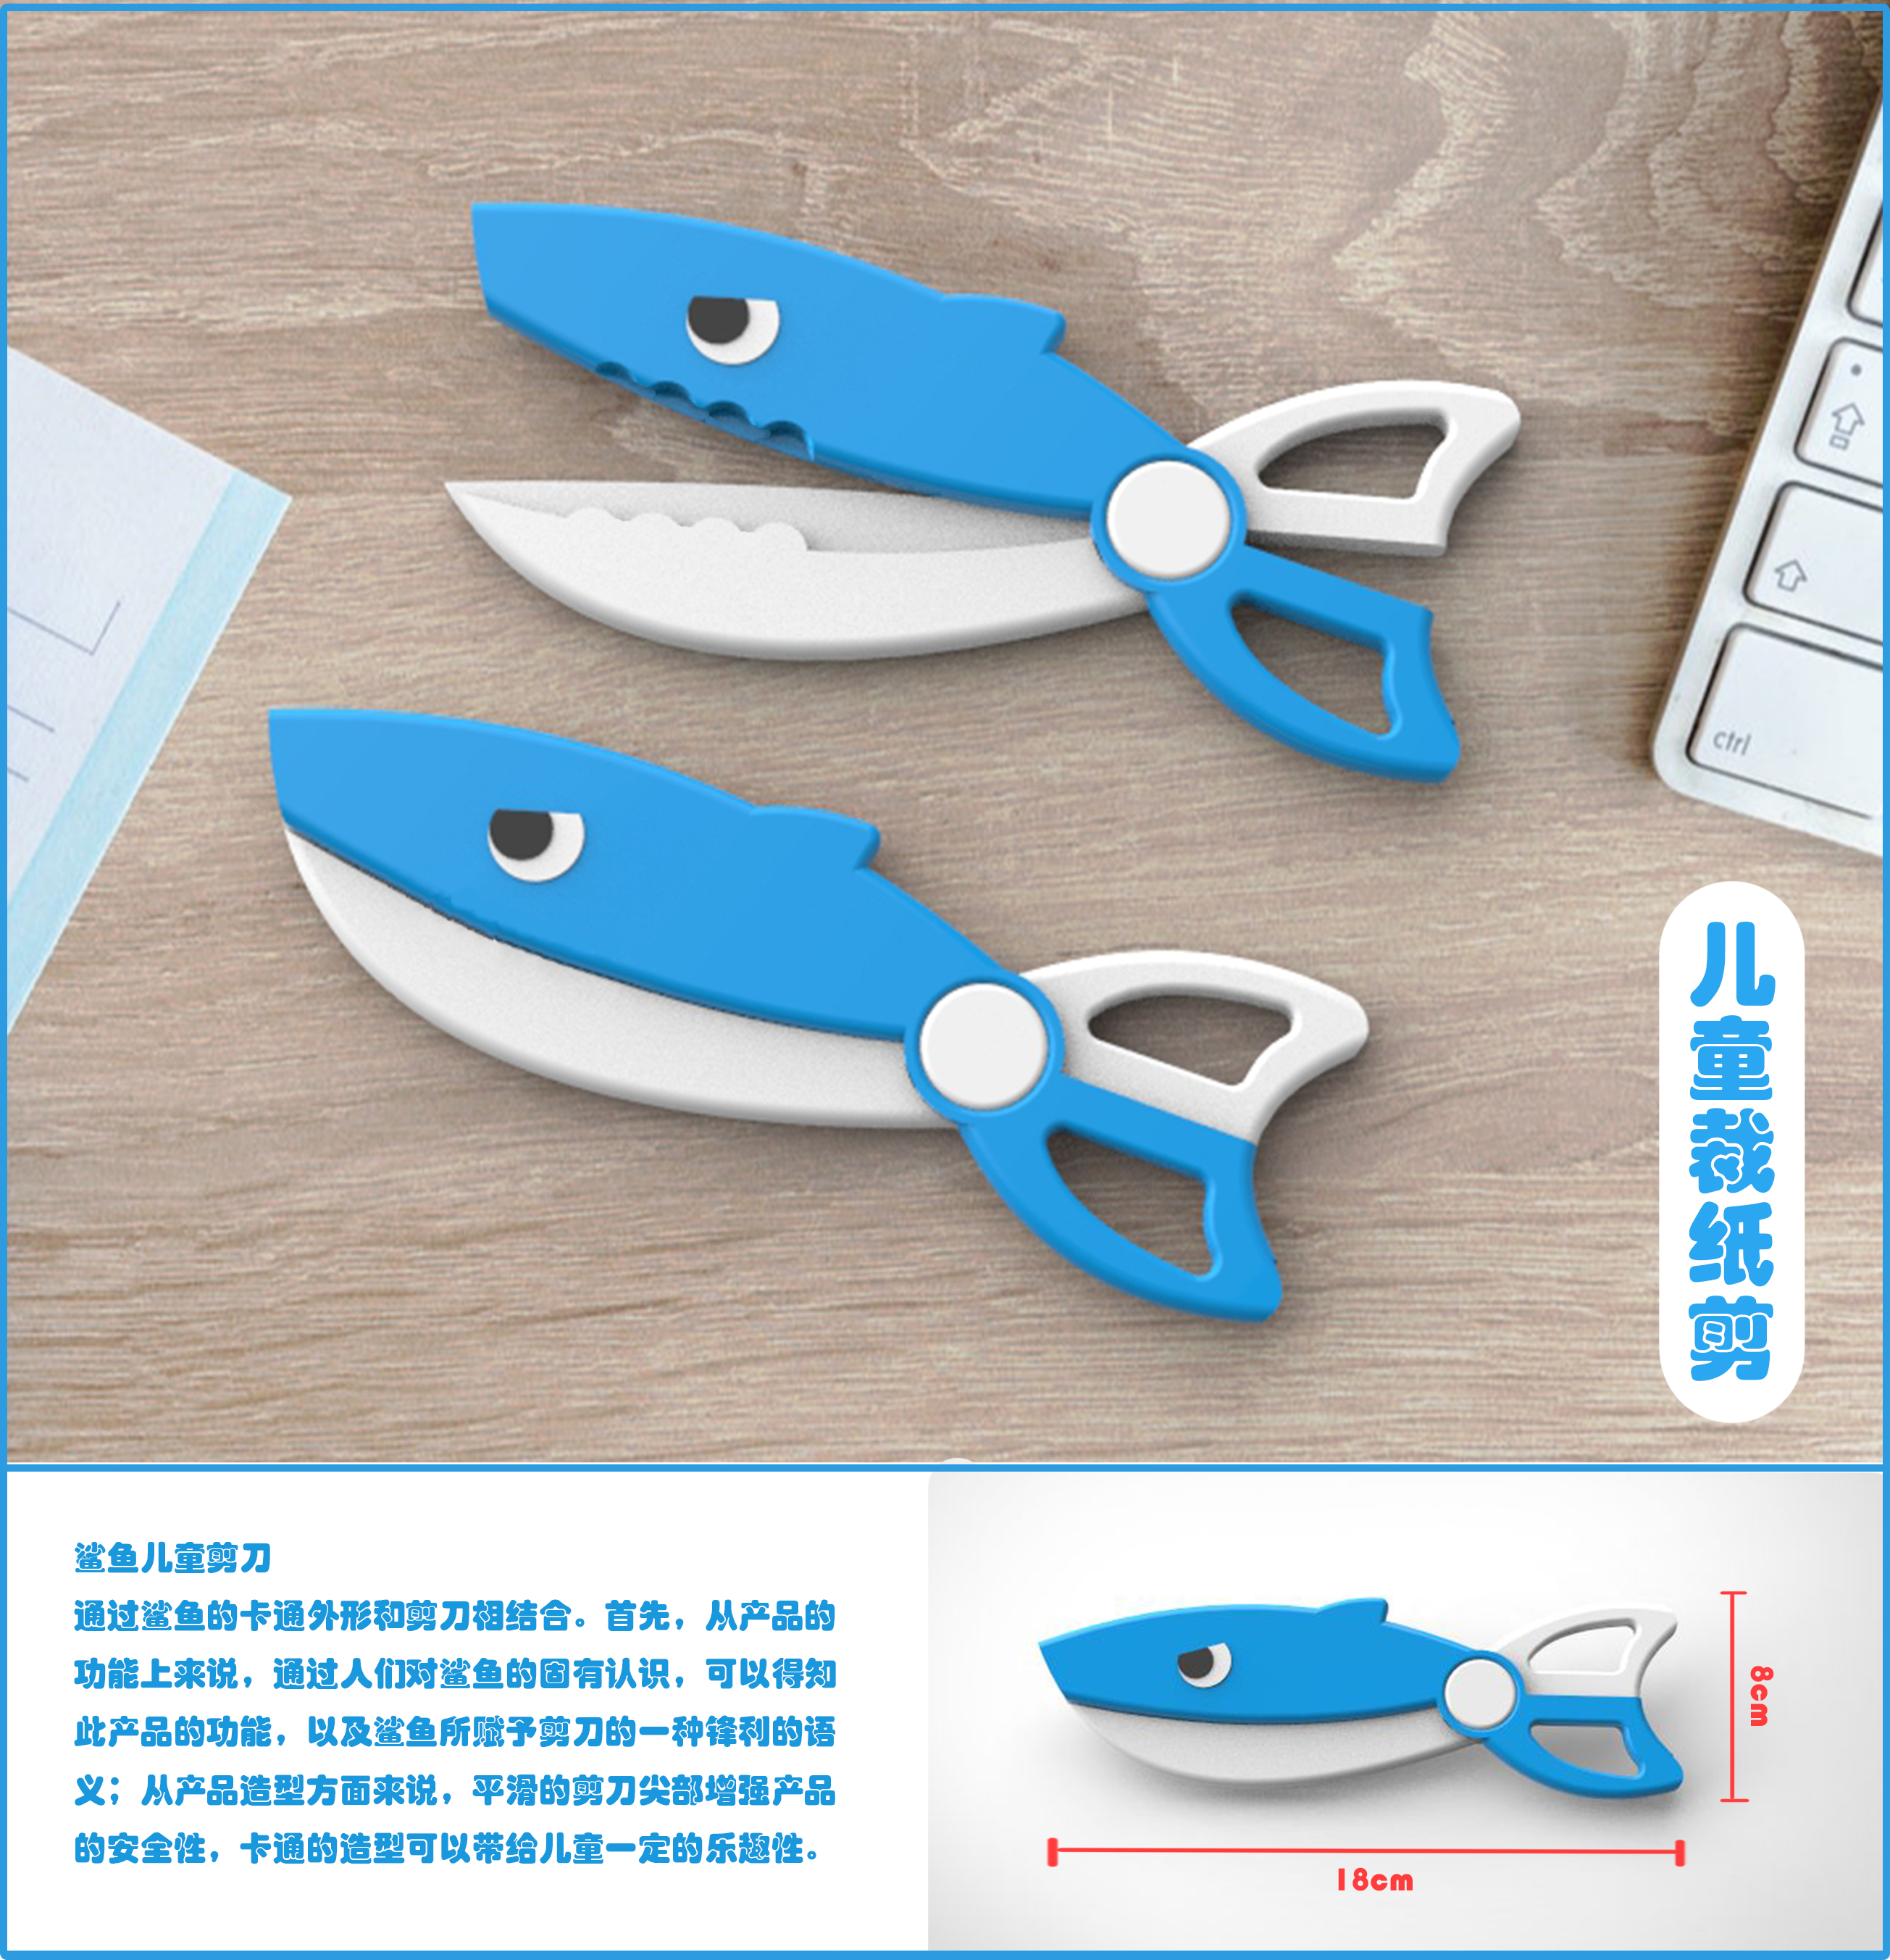 ctrl
儿童裁纸剪
鲨鱼儿童剪刀
通过鲨鱼的卡通外形和剪刀相结合。首先，从产品的
功能上来说，通过人们对鲨鱼的固有认识，可以得知
此产品的功能，以及鲨鱼所赋予剪刀的一种锋利的语
义；从产品造型方面来说，平滑的剪刀尖部增强产品
的安全性，卡通的造型可以带给儿童一定的乐趣性。
8cm
18cm